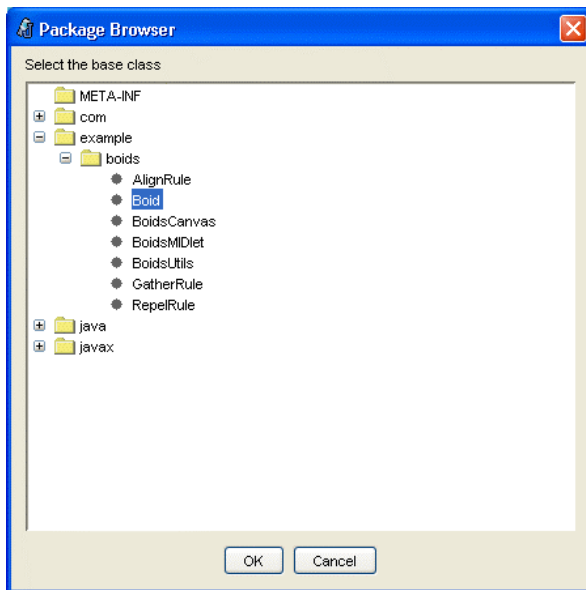 Package Browser
Select the base class
META-INF
com
example
boids
AlignRule
Boid
BoidsCanvas
BoidsMIDlet
BoidsUtils
GatherRule
RepelRule
java
javax
OK Cancel